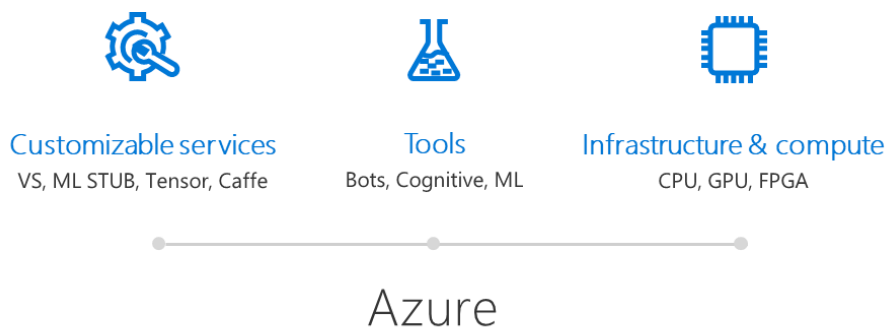 Customizable services
VS, ML STUB, Tensor, Caffe
Tools
Bots, Cognitive, ML
Infrastructure & compute
CPU, GPU, FPGA
Azure